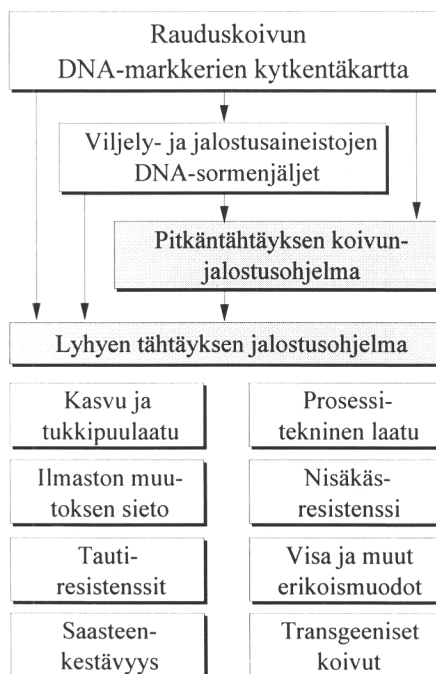 Rauduskoivun
DNA-markkerien kytkentäkartta
Viljely- ja jalostusaineistojen
DNA-sormenjäljet
Pitkäntähtäyksen koivun-
jalostusohjelma
Lyhyen tähtäyksen jalostusohjelma
Kasvu ja
tukkipuulaatu
Prosessi-
tekninen laatu
Ilmaston muu-
toksen sieto
Nisäkäs-
resistenssi
Tauti-
resistenssit
Visa ja muut
erikoismuodot
Saasteen-
kestävyys
Transgeeniset
koivut